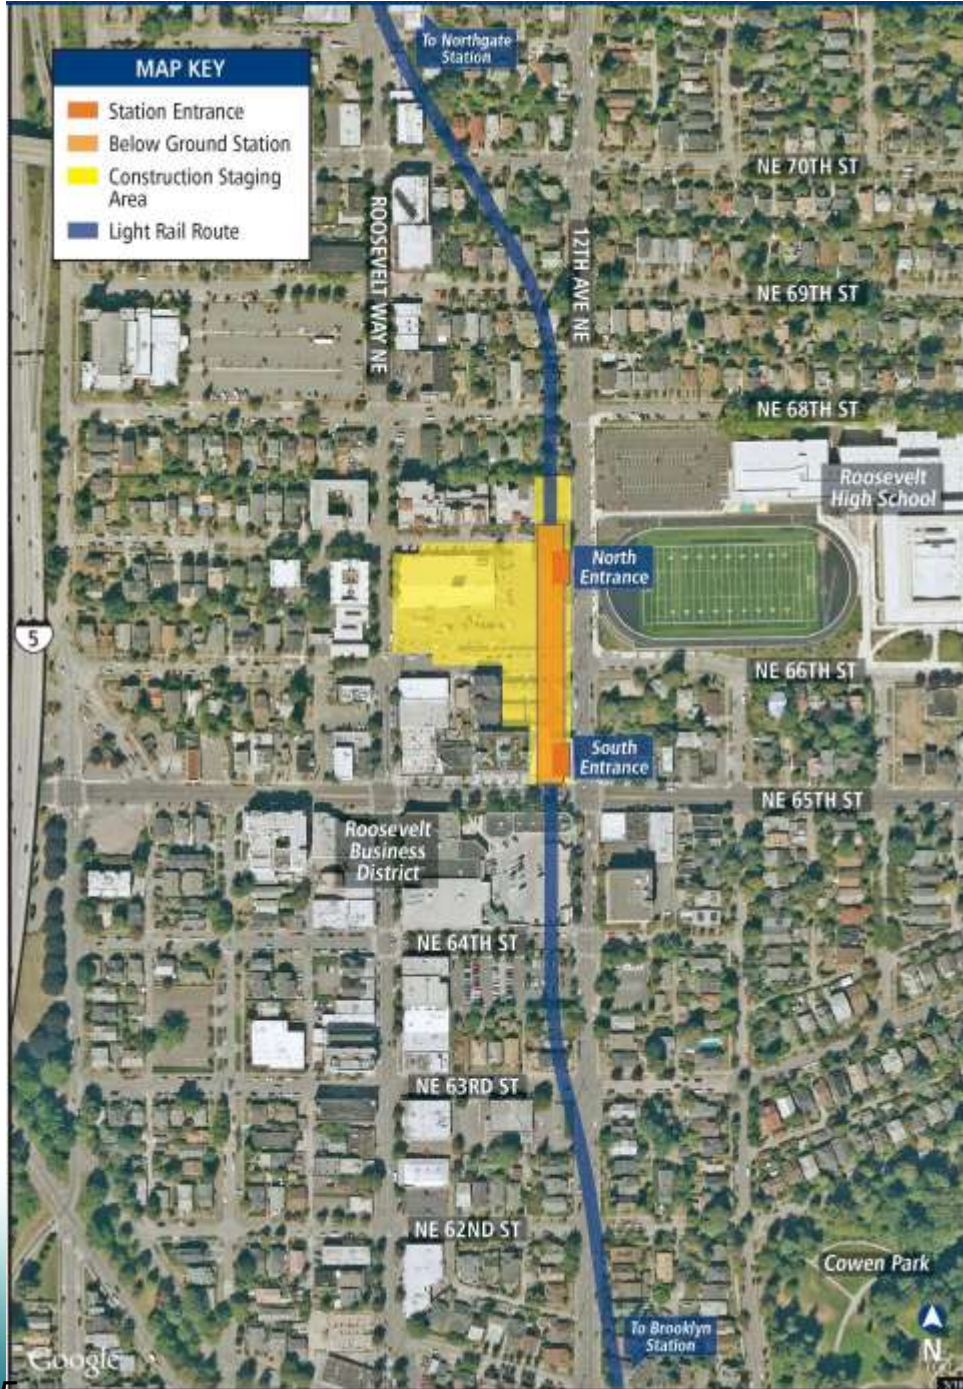 To Northgate
Station
MAP KEY
Station Entrance
Below Ground Station
Construction Staging
Area
Light Rail Route
NE 70TH ST
ROOSEVELT WAY NE
12TH AVE NE
NE 69TH ST
NE 68TH ST
Roosevelt
High School
North
Entrance
5
NE 66TH ST
South
Entrance
NE 65TH ST
Roosevelt
Business
District
NE 64TH ST
NE 63RD ST
NE 62ND ST
Cowen Park
To Brooklyn
Station
N
Google